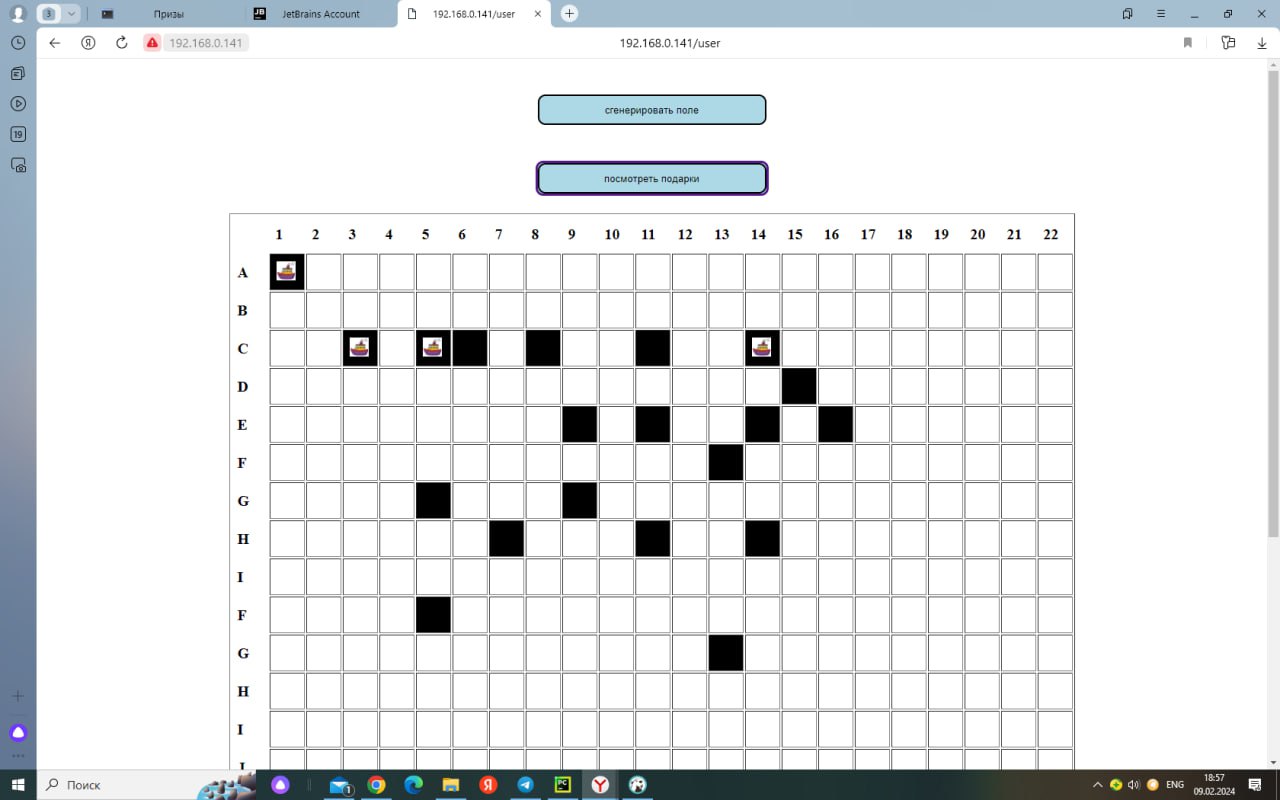 3 Призы JB JetBrains Account 192.168.0.141/user
192.168.0.141 192.168.0.141/user
19
сгенерировать поле
посмотреть подарки
1 2 3 4 5 6 7 8 9 10 11 12 13 14 15 16 17 18 19 20 21 22
A
B
C
D
E
F
G
H
I
F
G
H
I
Поиск 1 Я PC Y ENG 18:57
09.02.2024